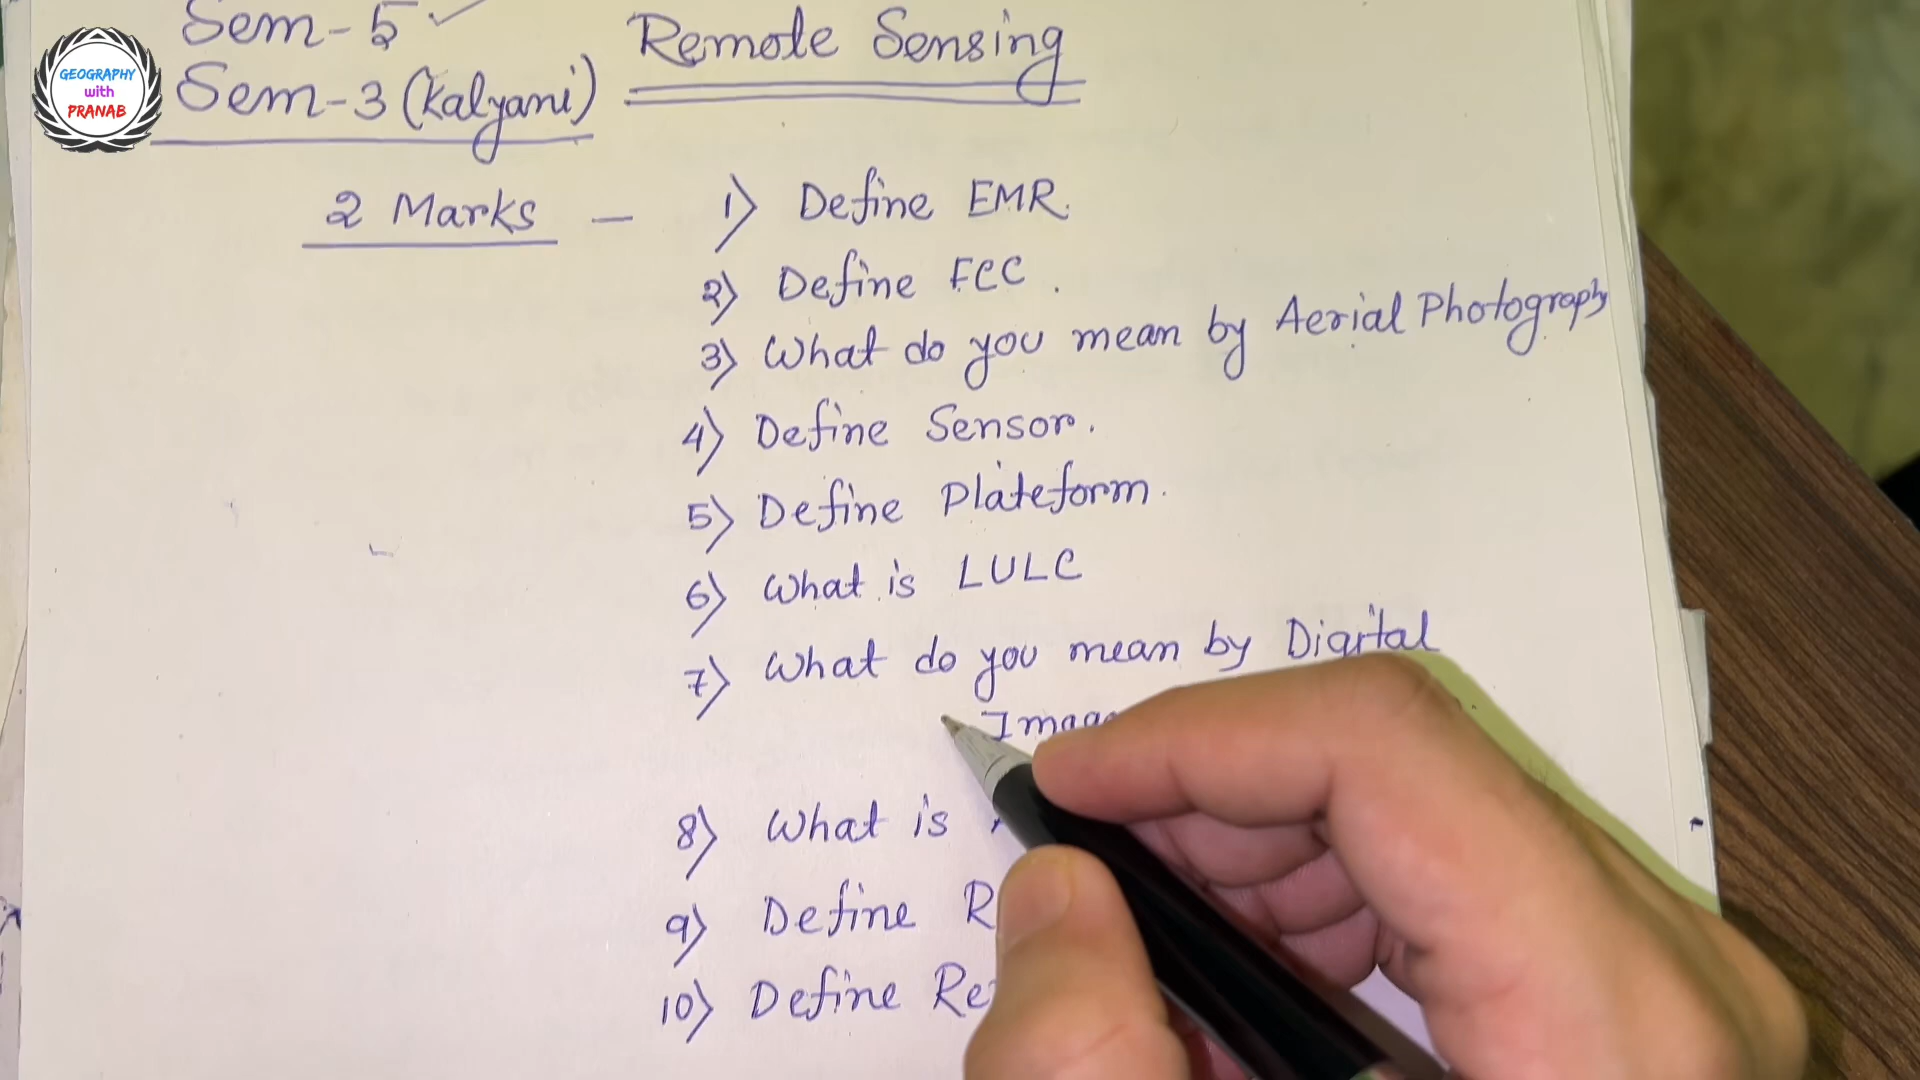 GEOGRAPHY
with
PRANAB
Sem-5
Sem-3 (Kalyani)
Remote Sensing
2 Marks - 1) Define EMR.
2) Define FCC.
3) What do you mean by Aerial Photography
4) Define Sensor.
5) Define Plateform.
6) What is LULC
7) What do you mean by Digital
8) What is
9) Define
10) Define